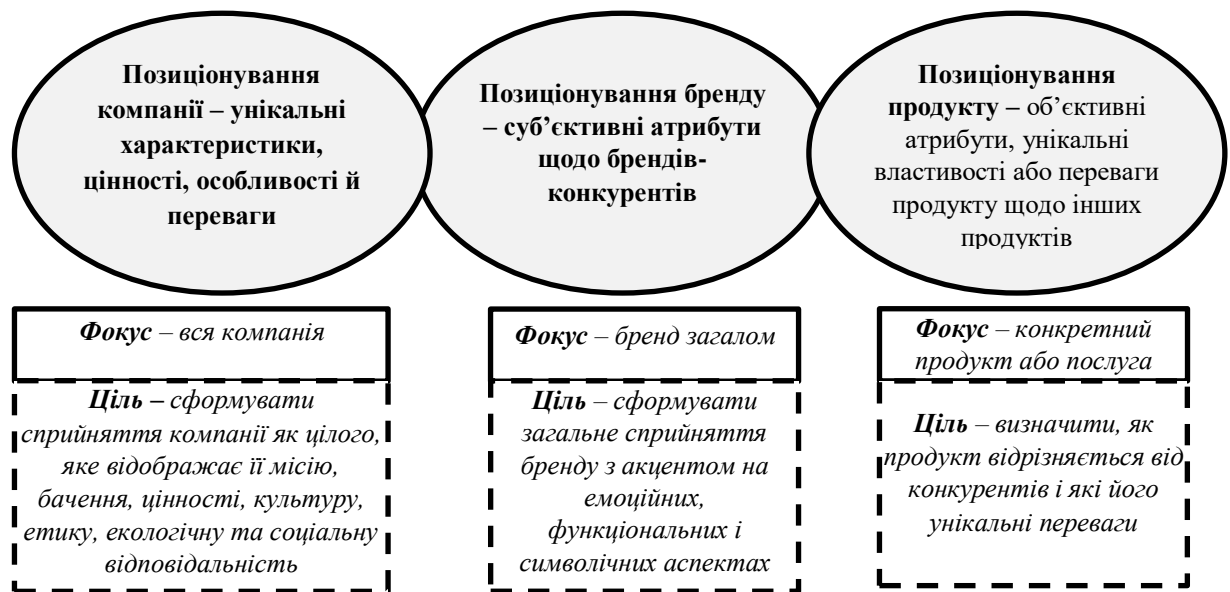 Позиціонування
компанії – унікальні
характеристики,
цінності, особливості й
переваги
Позиціонування бренду
– суб’єктивні атрибути
щодо брендів-
конкурентів
Позиціонування
продукту – об’єктивні
атрибути, унікальні
властивості або переваги
продукту щодо інших
продуктів
Фокус – вся компанія
Ціль – сформувати
сприйняття компанії як цілого,
яке відображає її місію,
бачення, цінності, культуру,
етику, екологічну та соціальну
відповідальність
Фокус – бренд загалом
Ціль – сформувати
загальне сприйняття
бренду з акцентом на
емоційних,
функціональних і
символічних аспектах
Фокус – конкретний
продукт або послуга
Ціль – визначити, як
продукт відрізняється від
конкурентів і які його
унікальні переваги